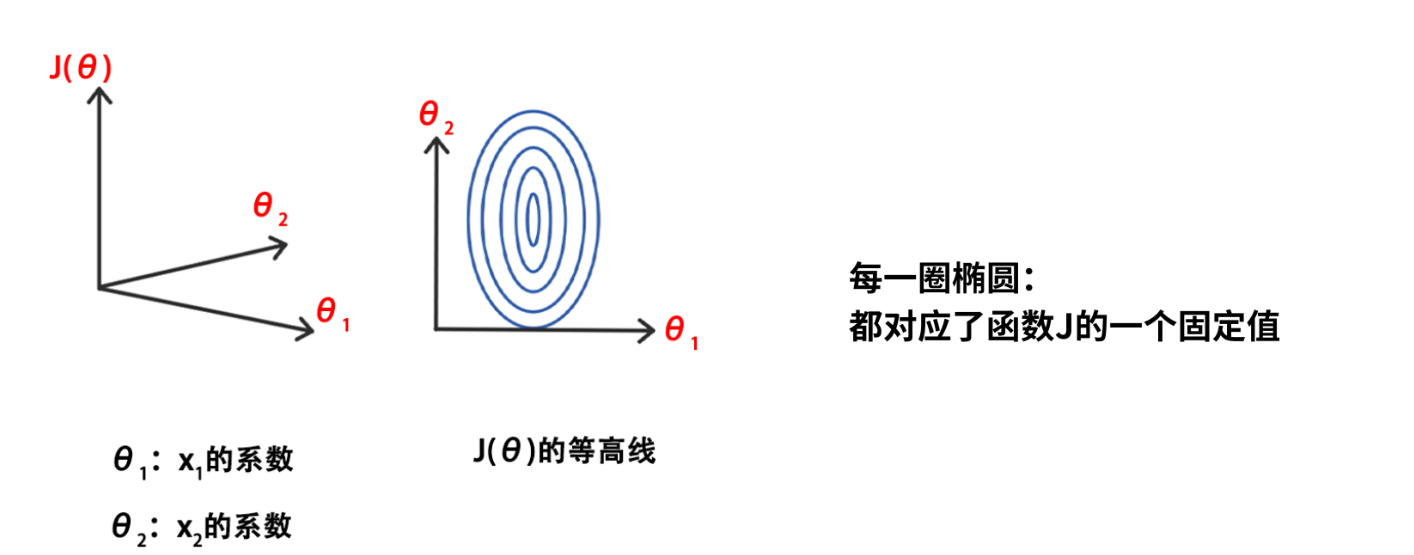 J(θ)
θ₂
θ₁
θ₂
θ₁
每一圈椭圆：
都对应了函数J的一个固定值
J(θ)的等高线
θ₁：x₁的系数
θ₂：x₂的系数